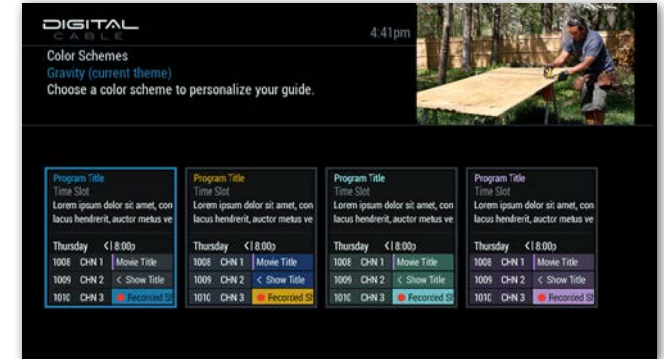 DIGITAL
CABLE
4:41pm
Color Schemes
Gravity (current theme)
Choose a color scheme to personalize your guide.
Program Title
Time Slot
Lorem ipsum dolor sit amet, con
lacus hendrerit, auctor metus ve
Thursday <| 8:00p
1008 CHN 1 Movie Title
1009 CHN 2 < Show Title
1010 CHN 3 Recorded Sh
Program Title
Time Slot
Lorem ipsum dolor sit amet, con
lacus hendrerit, auctor metus ve
Thursday <| 8:00p
1008 CHN 1 Movie Title
1009 CHN 2 < Show Title
1010 CHN 3 Recorded Sh
Program Title
Time Slot
Lorem ipsum dolor sit amet, con
lacus hendrerit, auctor metus ve
Thursday <| 8:00p
1008 CHN 1 Movie Title
1009 CHN 2 < Show Title
1010 CHN 3 Recorded Sh
Program Title
Time Slot
Lorem ipsum dolor sit amet, con
lacus hendrerit, auctor metus ve
Thursday <| 8:00p
1008 CHN 1 Movie Title
1009 CHN 2 < Show Title
1010 CHN 3 Recorded Sh